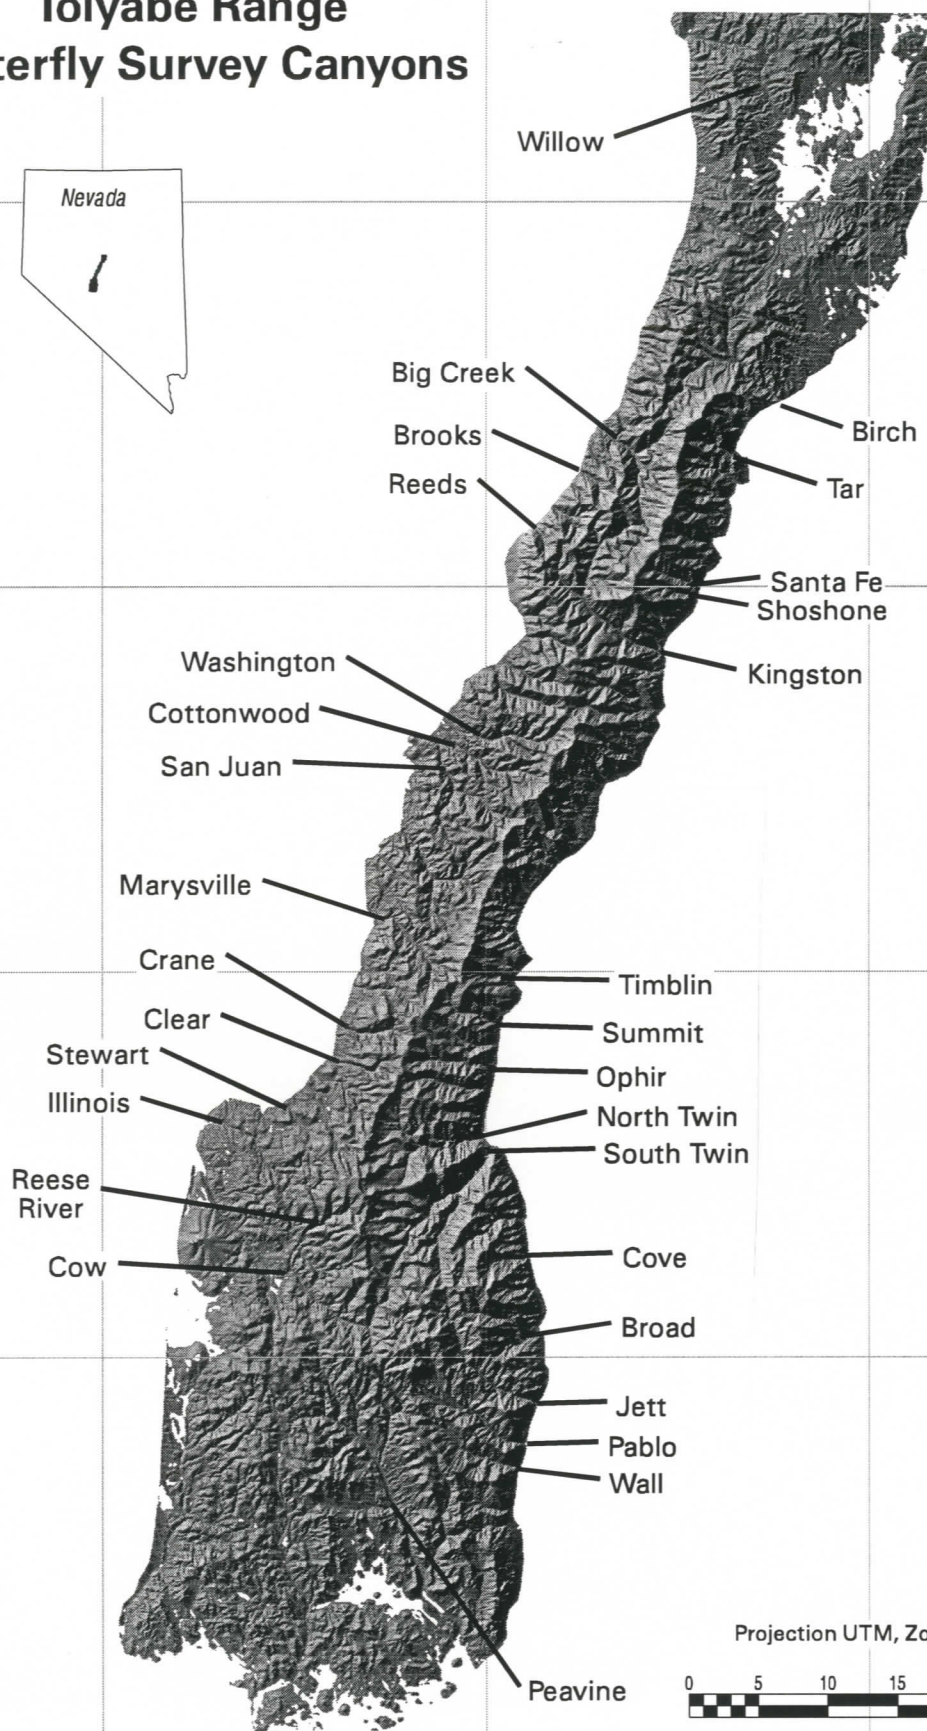 Toiyabe Range
terfly Survey Canyons
Willow
Nevada
Big Creek
Brooks
Reeds
Birch
Tar
Santa Fe
Shoshone
Kingston
Washington
Cottonwood
San Juan
Marysville
Crane
Clear
Stewart
Illinois
Timblin
Summit
Ophir
North Twin
South Twin
Reese
River
Cow
Cove
Broad
Jett
Pablo
Wall
Peavine
Projection UTM, Zo
0 5 10 15